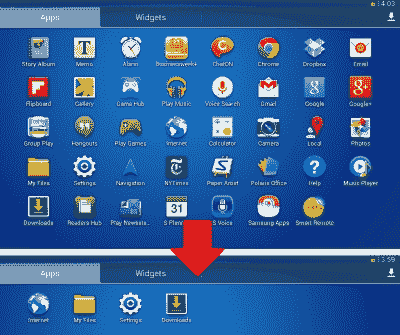 14:03
Apps Widgets
Story Album Memo Alarm Businessweek+ ChatON Chrome Dropbox Email
Flipboard Gallery Game Hub Play Music Voice Search Gmail Google Google+
Group Play Hangouts Play Games Internet Calculator Camera Local Photos
My Files Settings Navigation NYTimes Paper Artist Polaris Office Help Music Player
Downloads Readers Hub Play Newsst... S Planner S Voice Samsung Apps Smart Remote
13:59
Apps Widgets
Internet My Files Settings Downloads